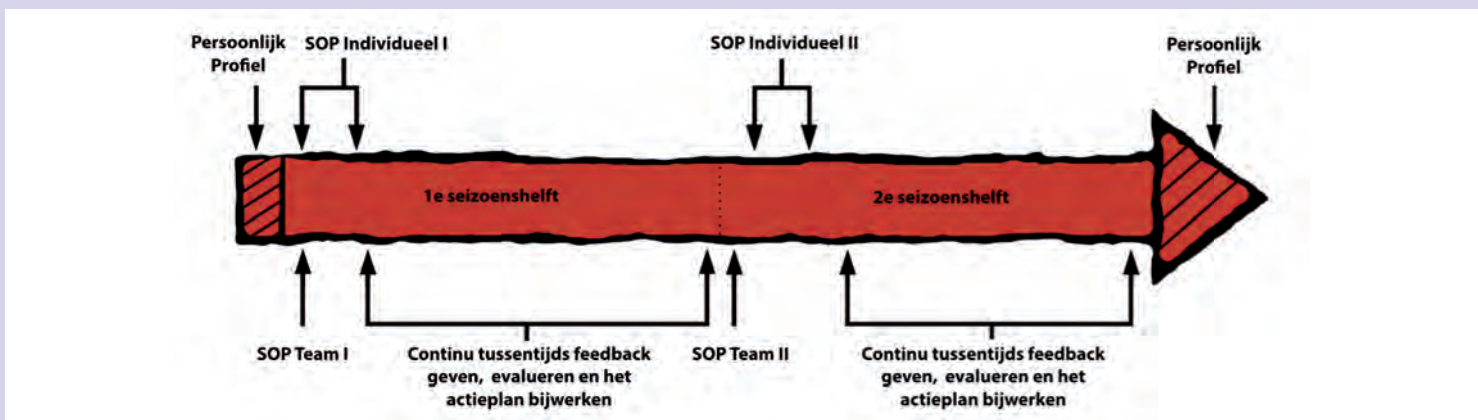 Persoonlijk
Profiel
SOP Individueel I
SOP Individueel II
Persoonlijk
Profiel
1e seizoenshelft
2e seizoenshelft
SOP Team I
Continu tussentijds feedback
geven, evalueren en het
actieplan bijwerken
SOP Team II
Continu tussentijds feedback
geven, evalueren en het
actieplan bijwerken